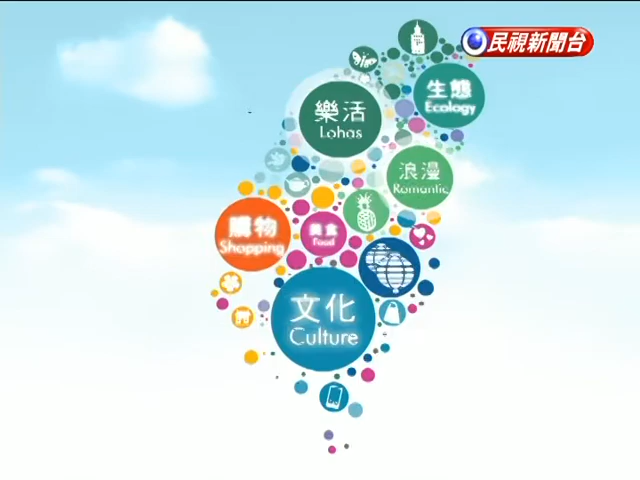 民視新聞台
生態
Ecology
樂活
Lohas
浪漫
Romantic
購物
Shopping
美食
Food
文化
Culture